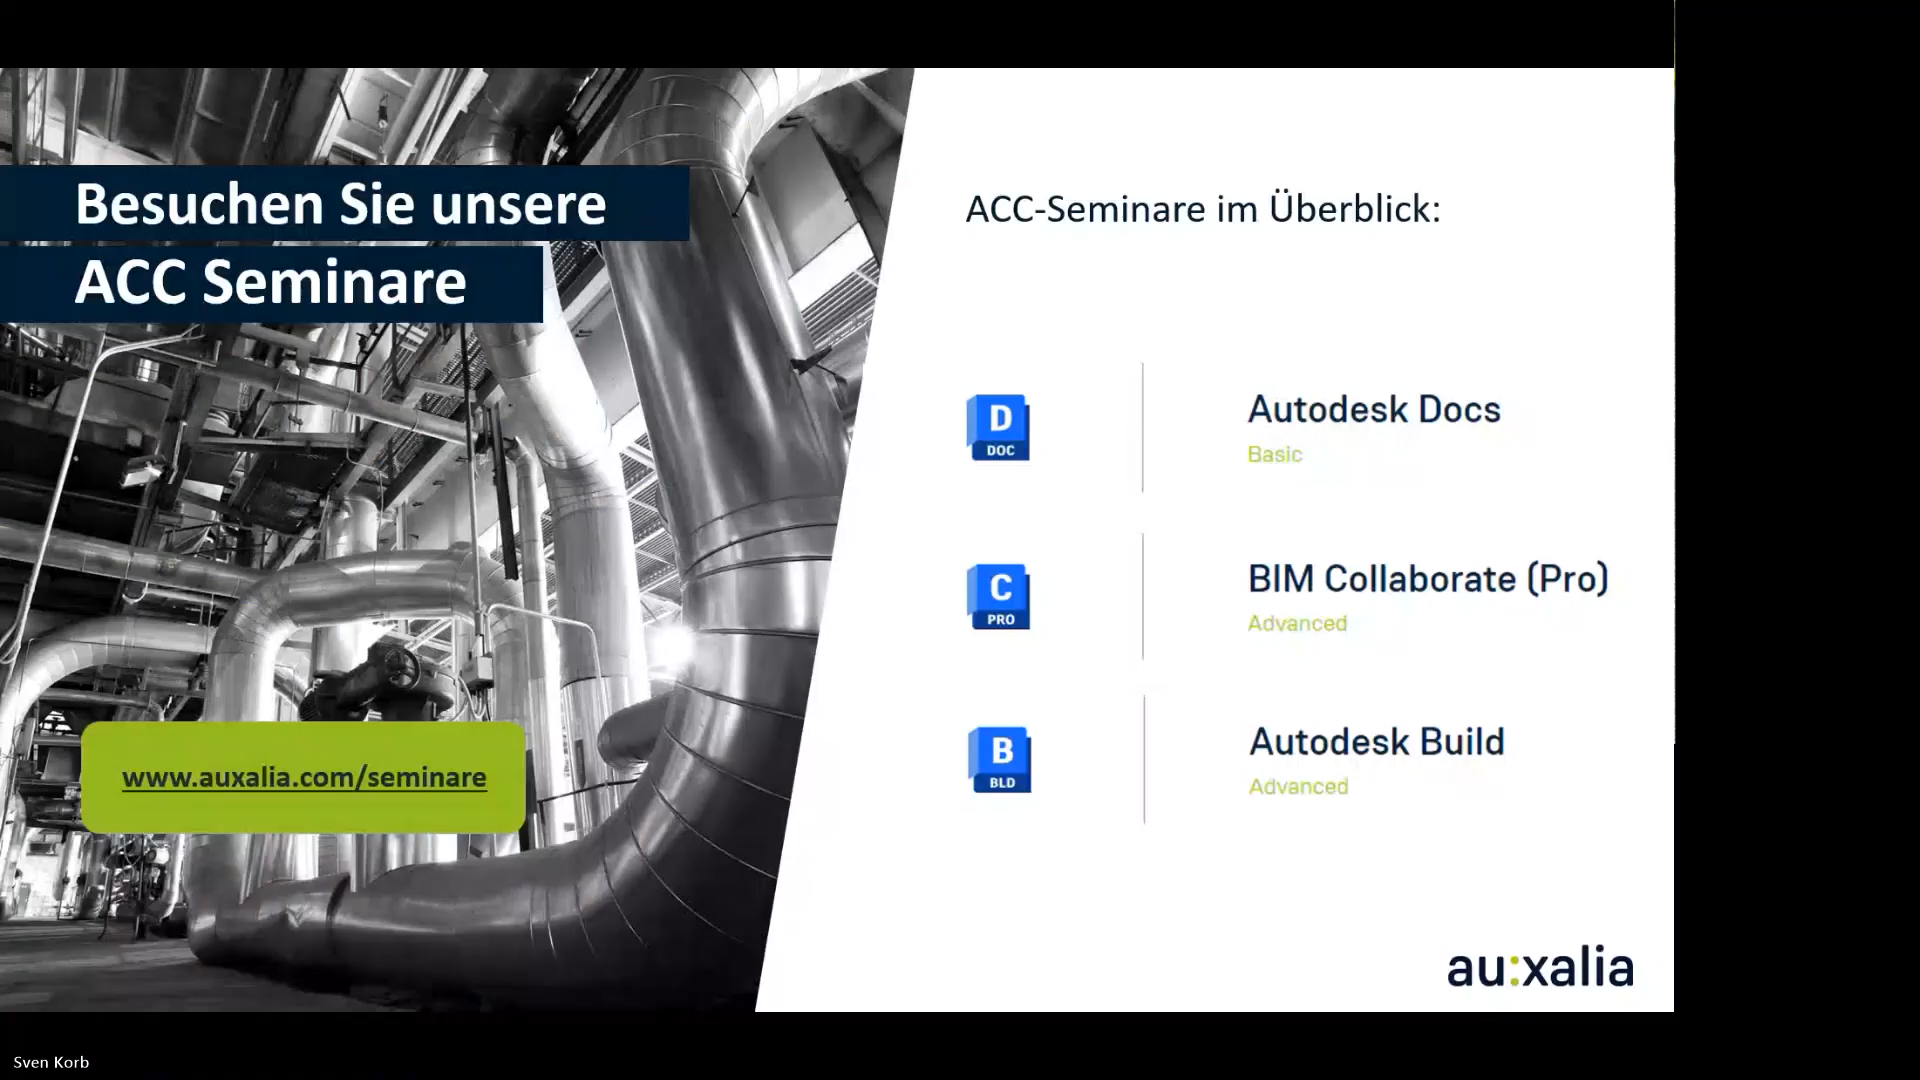 Besuchen Sie unsere
ACC Seminare
www.auxalia.com/seminare
ACC-Seminare im Überblick:
D
DOC
Autodesk Docs
Basic
C
PRO
BIM Collaborate (Pro)
Advanced
B
BLD
Autodesk Build
Advanced
au:xalia
Sven Korb